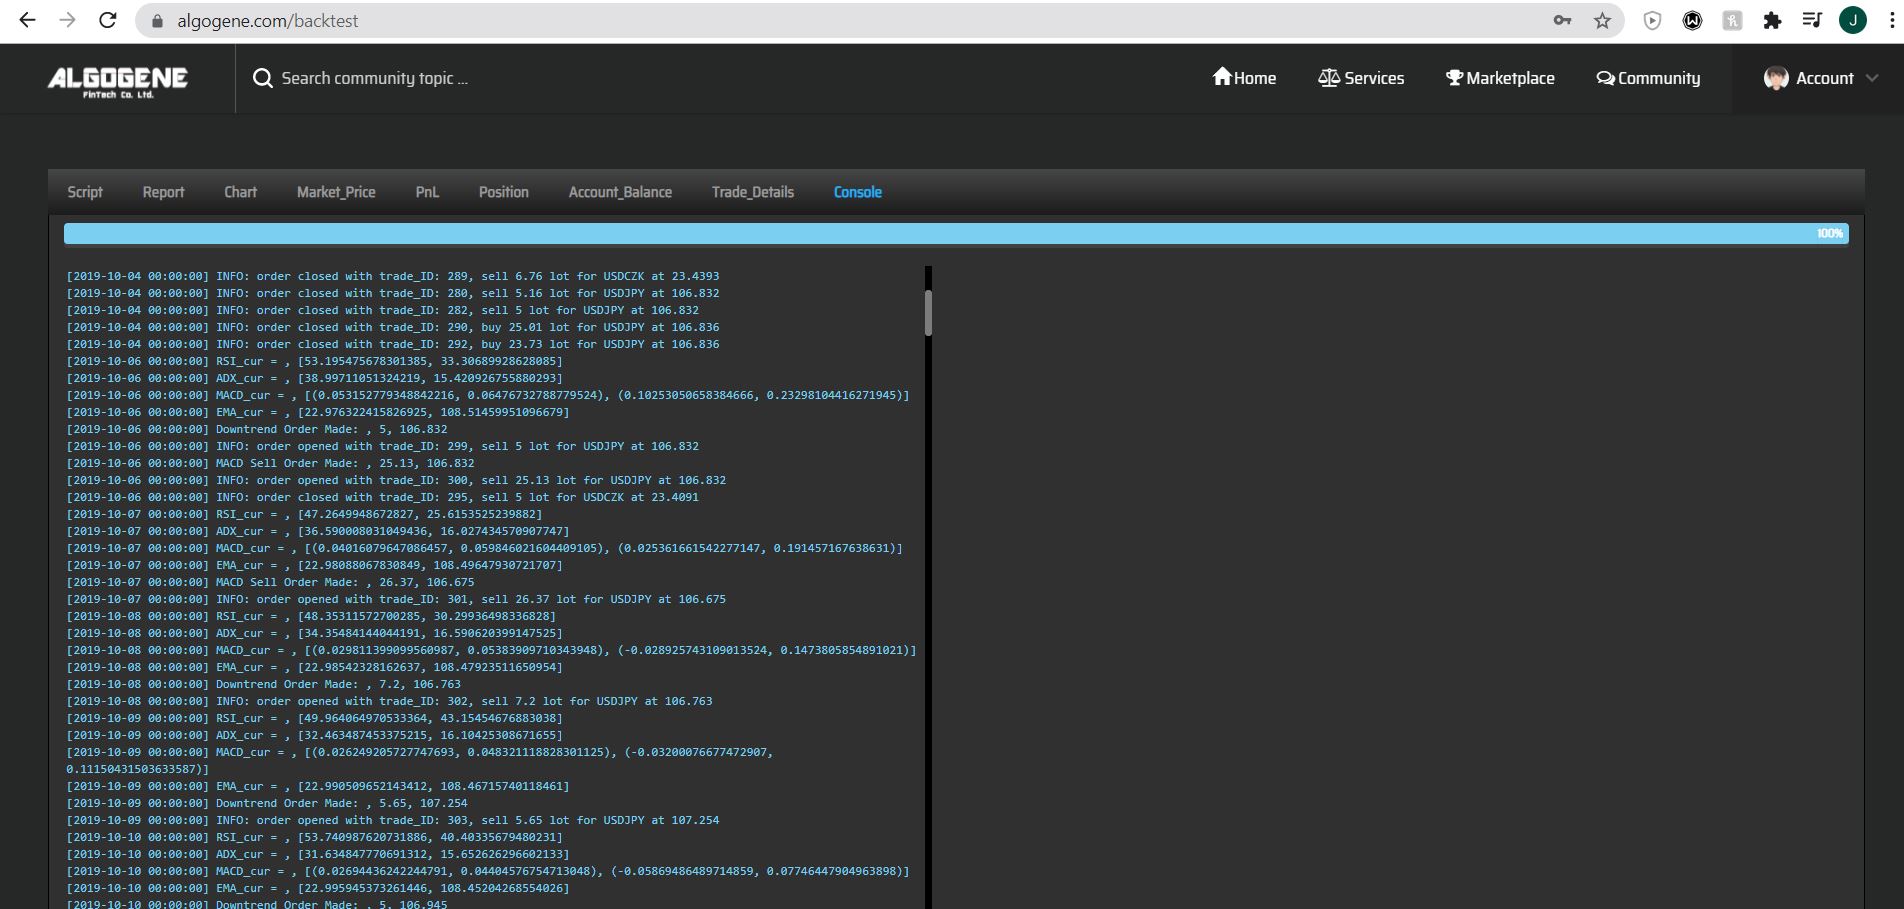 algogene.com/backtest
J
ALGOGENE
FinTech Co. Ltd.
Search community topic ...
Home
Services
Marketplace
Community
Account
Script
Report
Chart
Market_Price
PnL
Position
Account_Balance
Trade_Details
Console
100%
[2019-10-04 00:00:00] INFO: order closed with trade_ID: 289, sell 6.76 lot for USDCZK at 23.4393
[2019-10-04 00:00:00] INFO: order closed with trade_ID: 280, sell 5.16 lot for USDJPY at 106.832
[2019-10-04 00:00:00] INFO: order closed with trade_ID: 282, sell 5 lot for USDJPY at 106.832
[2019-10-04 00:00:00] INFO: order closed with trade_ID: 290, buy 25.01 lot for USDJPY at 106.836
[2019-10-04 00:00:00] INFO: order closed with trade_ID: 292, buy 23.73 lot for USDJPY at 106.836
[2019-10-06 00:00:00] RSI_cur = , [53.195475678301385, 33.30689928628085]
[2019-10-06 00:00:00] ADX_cur = , [38.99711051324219, 15.420926755880293]
[2019-10-06 00:00:00] MACD_cur = , [(0.053152779348842216, 0.06476732788779524), (0.10253050658384666, 0.23298104416271945)]
[2019-10-06 00:00:00] EMA_cur = , [22.976322415826925, 108.51459951096679]
[2019-10-06 00:00:00] Downtrend Order Made: , 5, 106.832
[2019-10-06 00:00:00] INFO: order opened with trade_ID: 299, sell 5 lot for USDJPY at 106.832
[2019-10-06 00:00:00] MACD Sell Order Made: , 25.13, 106.832
[2019-10-06 00:00:00] INFO: order opened with trade_ID: 300, sell 25.13 lot for USDJPY at 106.832
[2019-10-06 00:00:00] INFO: order closed with trade_ID: 295, sell 5 lot for USDCZK at 23.4091
[2019-10-07 00:00:00] RSI_cur = , [47.2649948672827, 25.6153525239882]
[2019-10-07 00:00:00] ADX_cur = , [36.590008031049436, 16.027434570907747]
[2019-10-07 00:00:00] MACD_cur = , [(0.04016079647086457, 0.059846021604409105), (0.025361661542277147, 0.191457167638631)]
[2019-10-07 00:00:00] EMA_cur = , [22.98088067830849, 108.49647930721707]
[2019-10-07 00:00:00] MACD Sell Order Made: , 26.37, 106.675
[2019-10-07 00:00:00] INFO: order opened with trade_ID: 301, sell 26.37 lot for USDJPY at 106.675
[2019-10-08 00:00:00] RSI_cur = , [48.35311572700285, 30.29936498336828]
[2019-10-08 00:00:00] ADX_cur = , [34.35484144044191, 16.590620399147525]
[2019-10-08 00:00:00] MACD_cur = , [(0.029811399099560987, 0.05383909710343948), (-0.028925743109013524, 0.1473805854891021)]
[2019-10-08 00:00:00] EMA_cur = , [22.98542328162637, 108.47923511650954]
[2019-10-08 00:00:00] Downtrend Order Made: , 7.2, 106.763
[2019-10-08 00:00:00] INFO: order opened with trade_ID: 302, sell 7.2 lot for USDJPY at 106.763
[2019-10-09 00:00:00] RSI_cur = , [49.964064970533364, 43.15454676883038]
[2019-10-09 00:00:00] ADX_cur = , [32.463487453375215, 16.10425308671655]
[2019-10-09 00:00:00] MACD_cur = , [(0.026249205727747693, 0.048321118828301125), (-0.03200076677472907,
0.11150431503633587)]
[2019-10-09 00:00:00] EMA_cur = , [22.990509652143412, 108.46715740118461]
[2019-10-09 00:00:00] Downtrend Order Made: , 5.65, 107.254
[2019-10-09 00:00:00] INFO: order opened with trade_ID: 303, sell 5.65 lot for USDJPY at 107.254
[2019-10-10 00:00:00] RSI_cur = , [53.740987620731886, 40.40335679480231]
[2019-10-10 00:00:00] ADX_cur = , [31.634847770691312, 15.652626296602133]
[2019-10-10 00:00:00] MACD_cur = , [(0.02694436242244791, 0.04404576754713048), (-0.05869486489714859, 0.07746447904963898)]
[2019-10-10 00:00:00] EMA_cur = , [22.995945373261446, 108.45204268554026]
[2019-10-10 00:00:00] Downtrend Order Made: , 5, 106.945